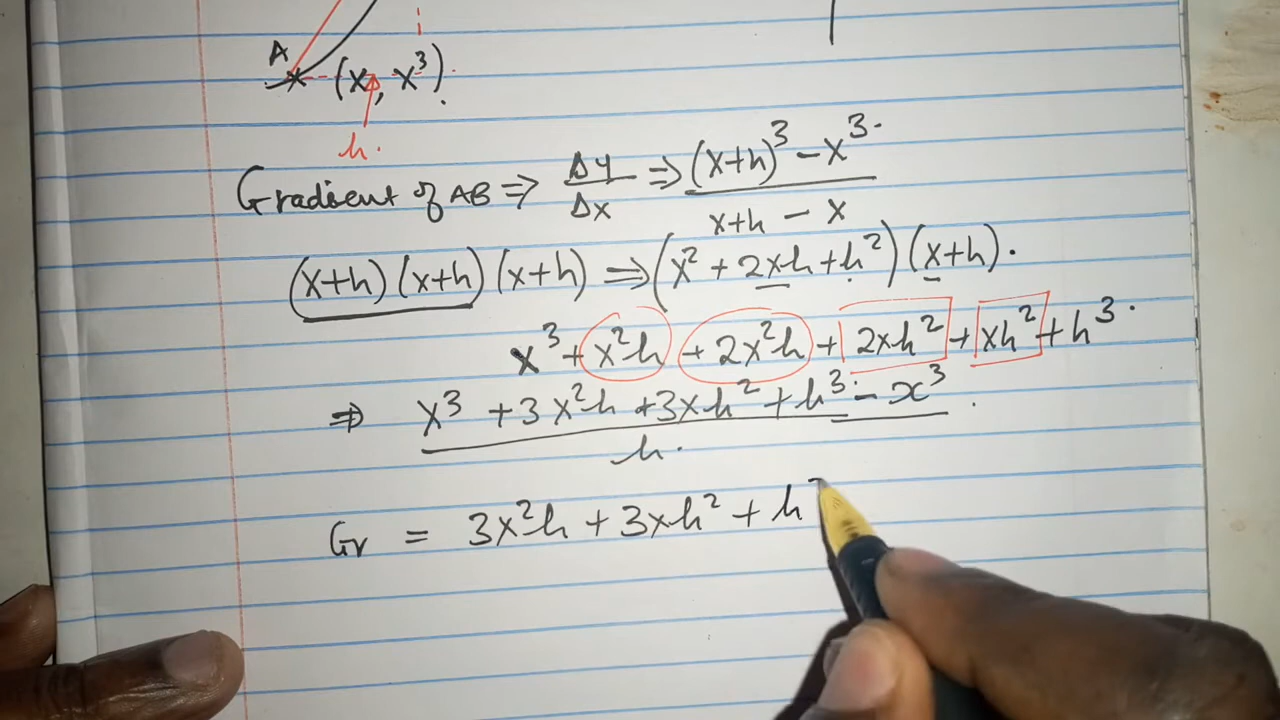 A
(x, x³).
h.
Gradient of AB ⇒ Δy/Δx ⇒ (x+h)³ - x³. / x+h - x
(x+h)(x+h)(x+h) ⇒ (x² + 2xh + h²)(x+h).
x³ + x²h + 2x²h + 2xh² + xh² + h³.
⇒ x³ + 3x²h + 3xh² + h³ - x³ / h.
Gr = 3x²h + 3xh² + h